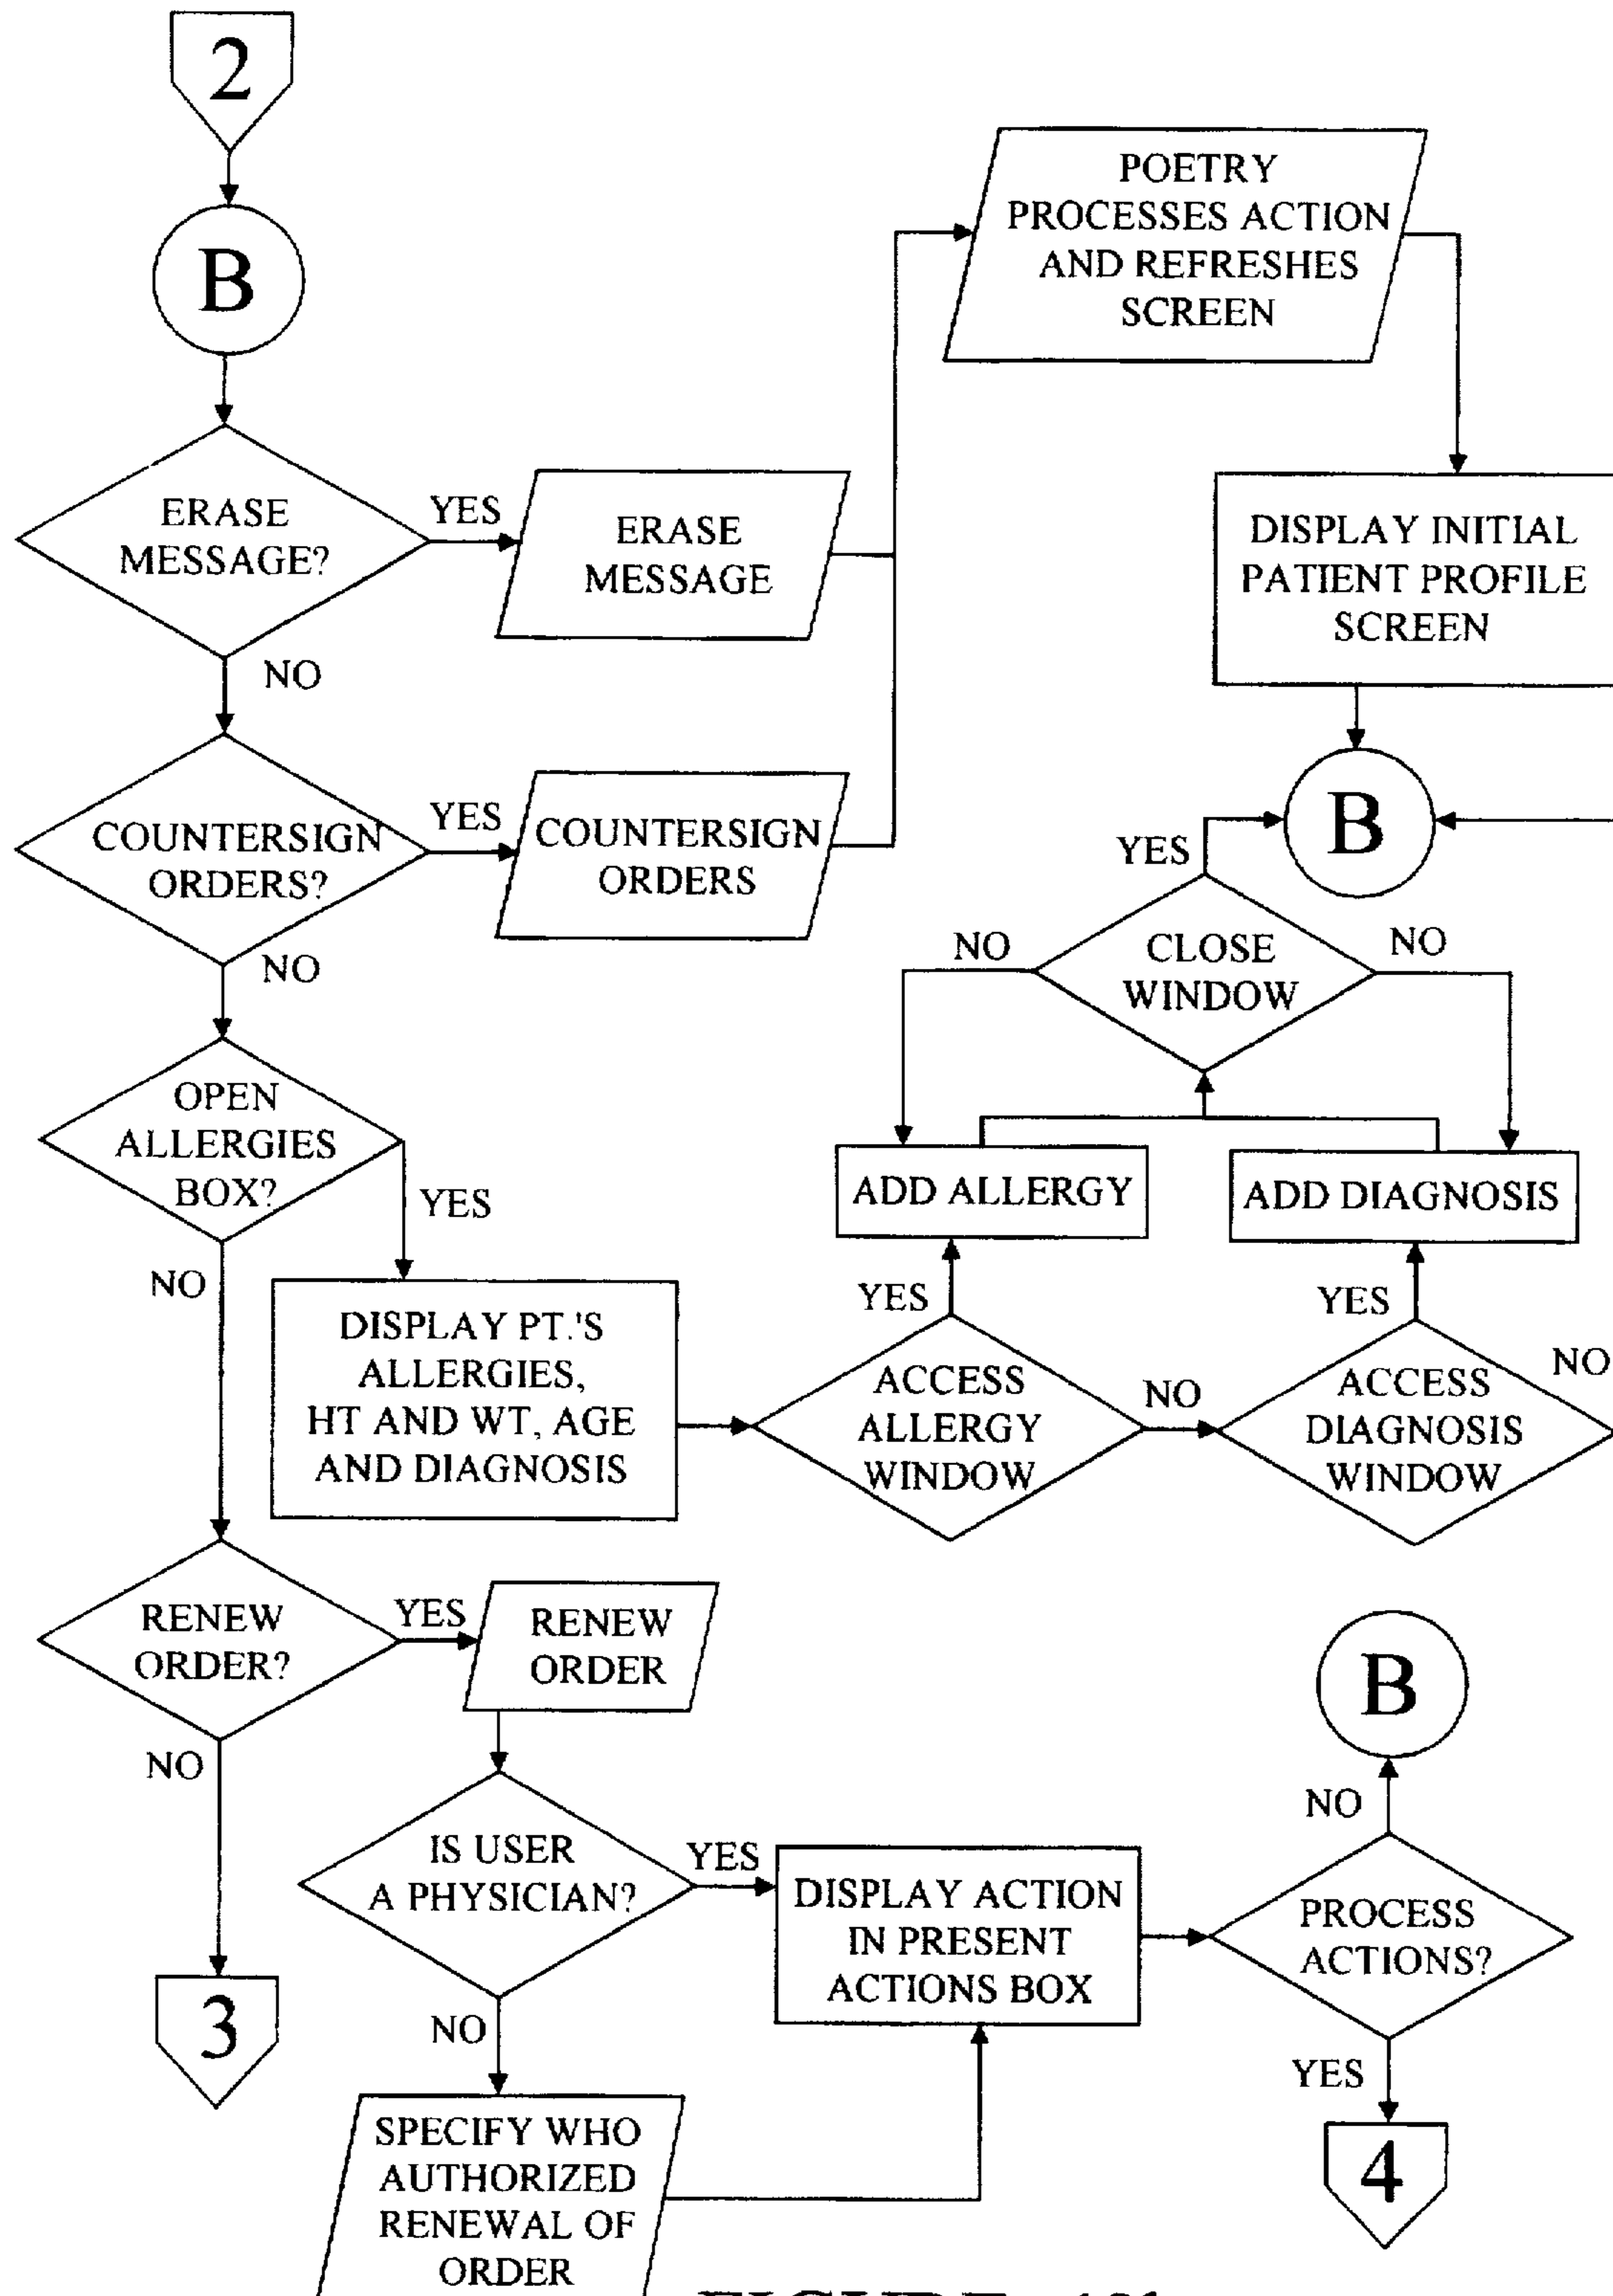 2
B
POETRY
PROCESSES ACTION
AND REFRESHES
SCREEN
ERASE
MESSAGE?
YES
ERASE
MESSAGE
DISPLAY INITIAL
PATIENT PROFILE
SCREEN
NO
COUNTERSIGN
ORDERS?
YES
COUNTERSIGN
ORDERS
B
YES
CLOSE
WINDOW
NO
NO
NO
OPEN
ALLERGIES
BOX?
YES
NO
ADD ALLERGY
ADD DIAGNOSIS
YES
YES
DISPLAY PT.'S
ALLERGIES,
HT AND WT, AGE
AND DIAGNOSIS
ACCESS
ALLERGY
WINDOW
NO
ACCESS
DIAGNOSIS
WINDOW
NO
RENEW
ORDER?
YES
RENEW
ORDER
NO
3
IS USER
A PHYSICIAN?
YES
DISPLAY ACTION
IN PRESENT
ACTIONS BOX
B
NO
PROCESS
ACTIONS?
YES
4
NO
SPECIFY WHO
AUTHORIZED
RENEWAL OF
ORDER